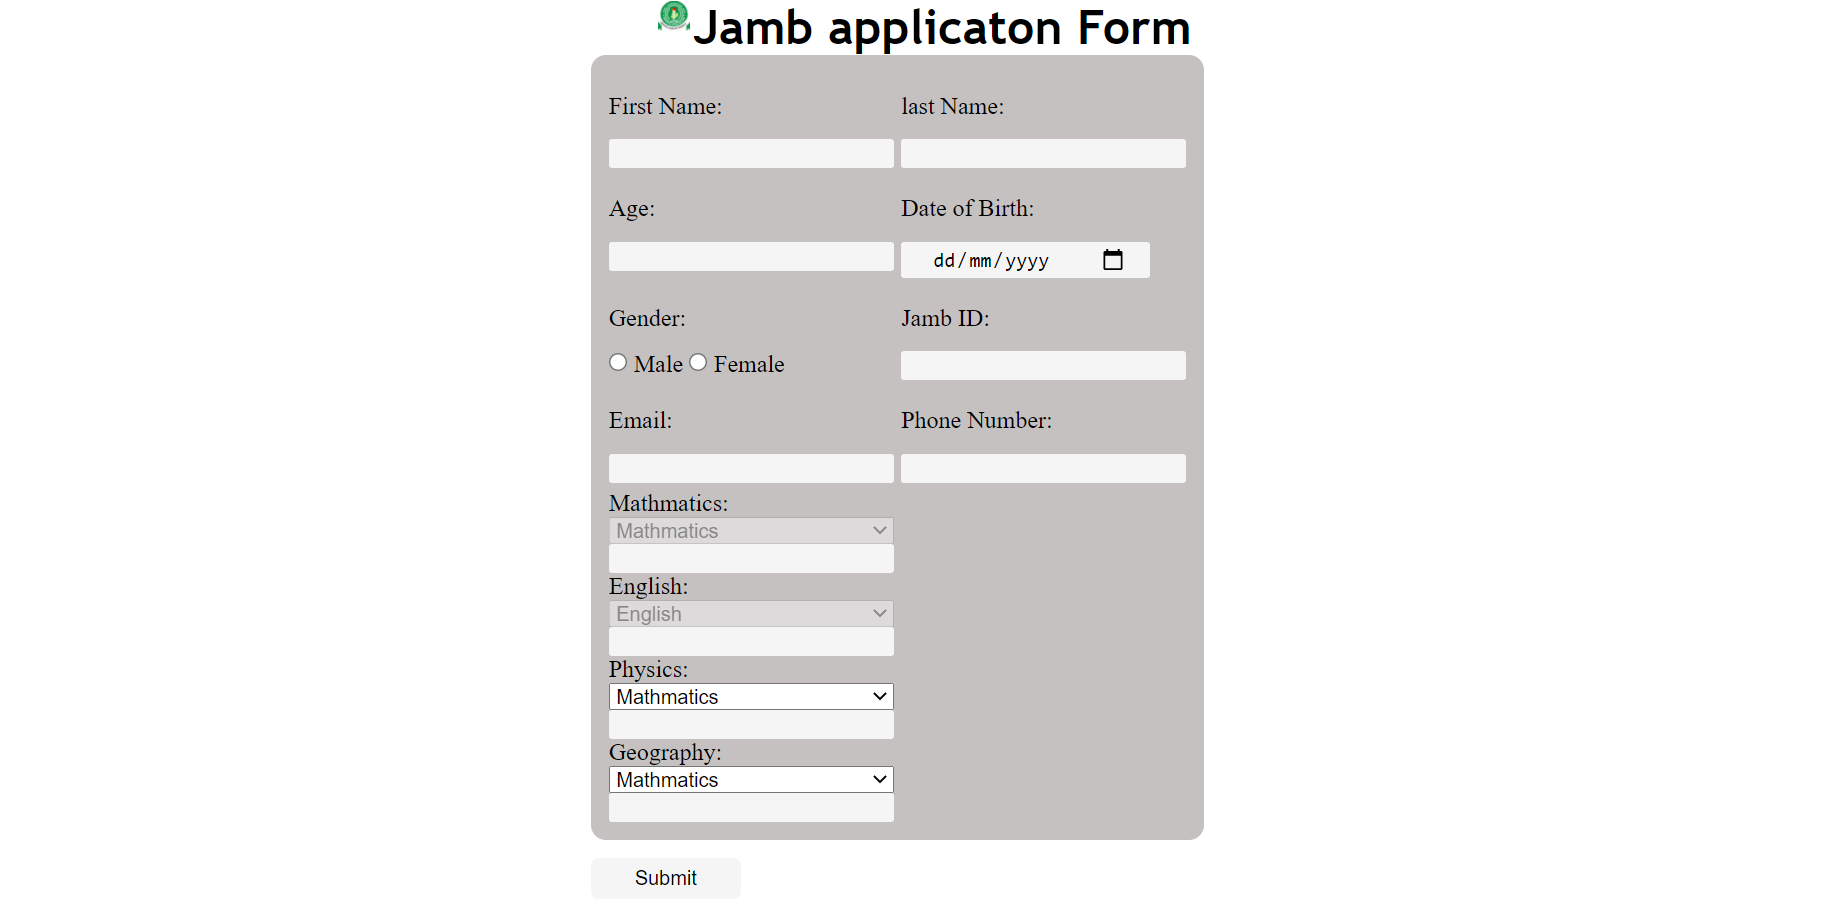 Jamb applicaton Form
First Name: last Name:
Age: Date of Birth:
dd/mm/yyyy
Gender: Jamb ID:
Male Female
Email: Phone Number:
Mathmatics:
Mathmatics
English:
English
Physics:
Mathmatics
Geography:
Mathmatics
Submit